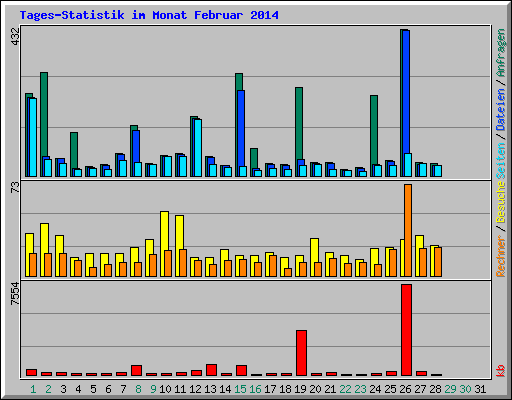 Tages-Statistik im Monat Februar 2014
432
73
7554
Rechner / Besuche Seiten / Dateien / Anfragen
kb
1 2 3 4 5 6 7 8 9 10 11 12 13 14 15 16 17 18 19 20 21 22 23 24 25 26 27 28 29 30 31